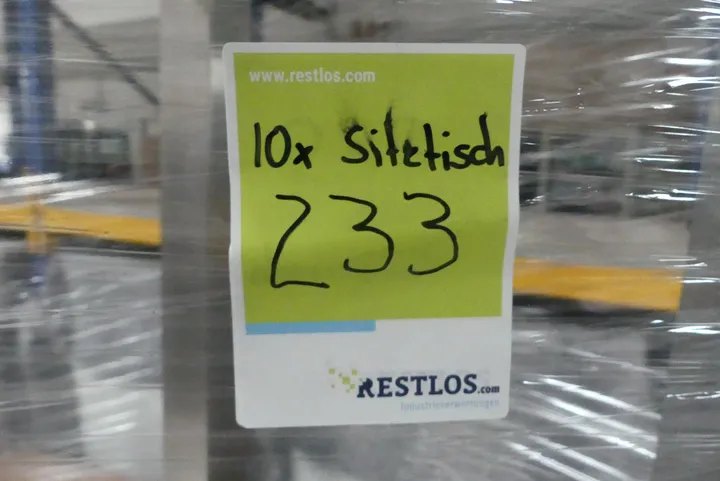 www.restlos.com
10x Sitztisch
233
RESTLOS.com
Industrieverwertungen